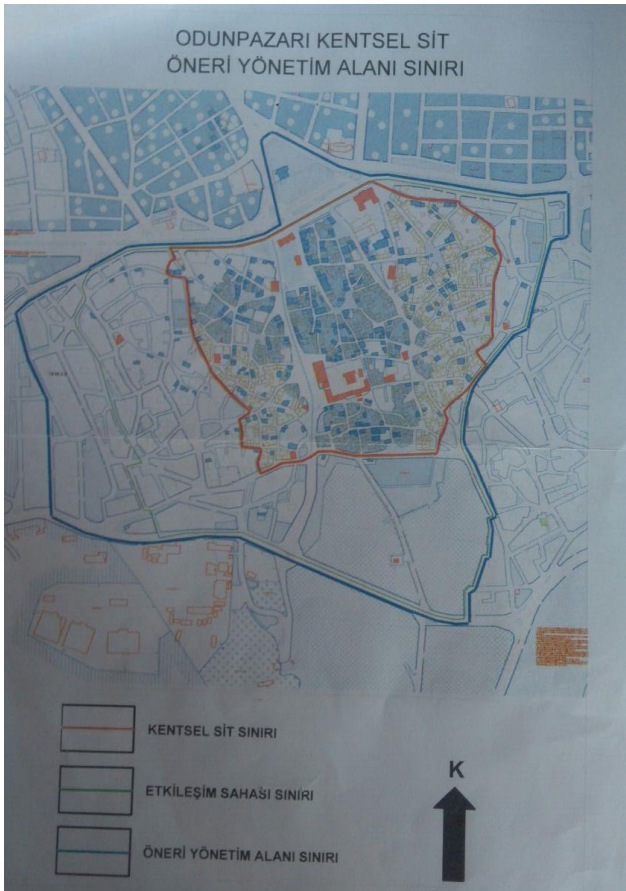 ODUNPAZARI KENTSEL SİT
ÖNERİ YÖNETİM ALANI SINIRI
KENTSEL SİT SINIRI
ETKİLEŞİM SAHASI SINIRI
ÖNERİ YÖNETİM ALANI SINIRI
K